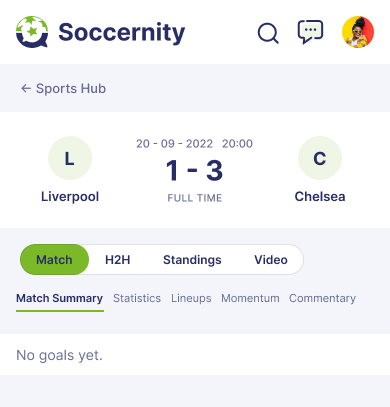 Soccernity
← Sports Hub
20 - 09 - 2022 20:00
L 1 - 3 C
Liverpool FULL TIME Chelsea
Match H2H Standings Video
Match Summary Statistics Lineups Momentum Commentary
No goals yet.